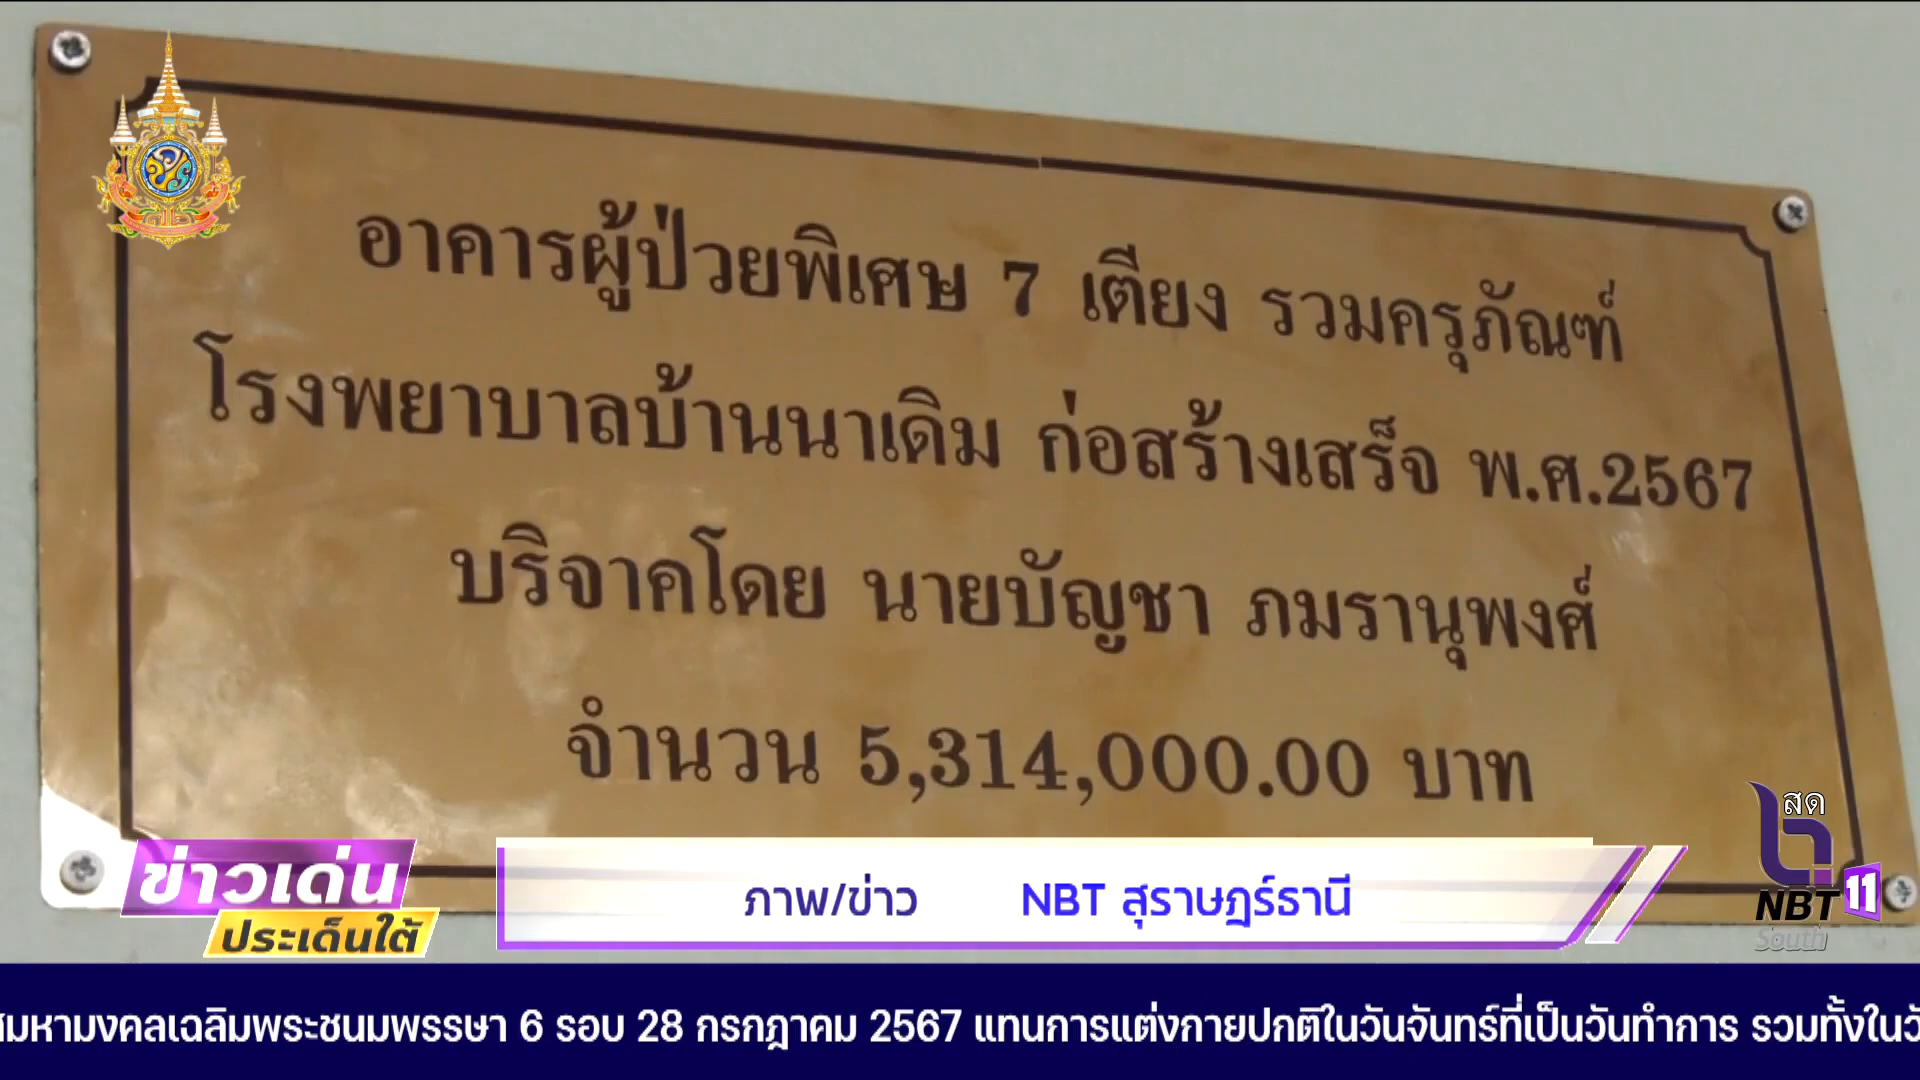 อาคารผู้ป่วยพิเศษ 7 เตียง รวมครุภัณฑ์
โรงพยาบาลบ้านนาเดิม ก่อสร้างเสร็จ พ.ศ.2567
บริจาคโดย นายบัญชา ภมรานุพงศ์
จำนวน 5,314,000.00 บาท
สด
NBT 11
South
ข่าวเด่น
ประเด็นใต้
ภาพ/ข่าว NBT สุราษฎร์ธานี
มหามงคลเฉลิมพระชนมพรรษา 6 รอบ 28 กรกฎาคม 2567 แทนการแต่งกายปกติในวันจันทร์ที่เป็นวันทำการ รวมทั้งใน